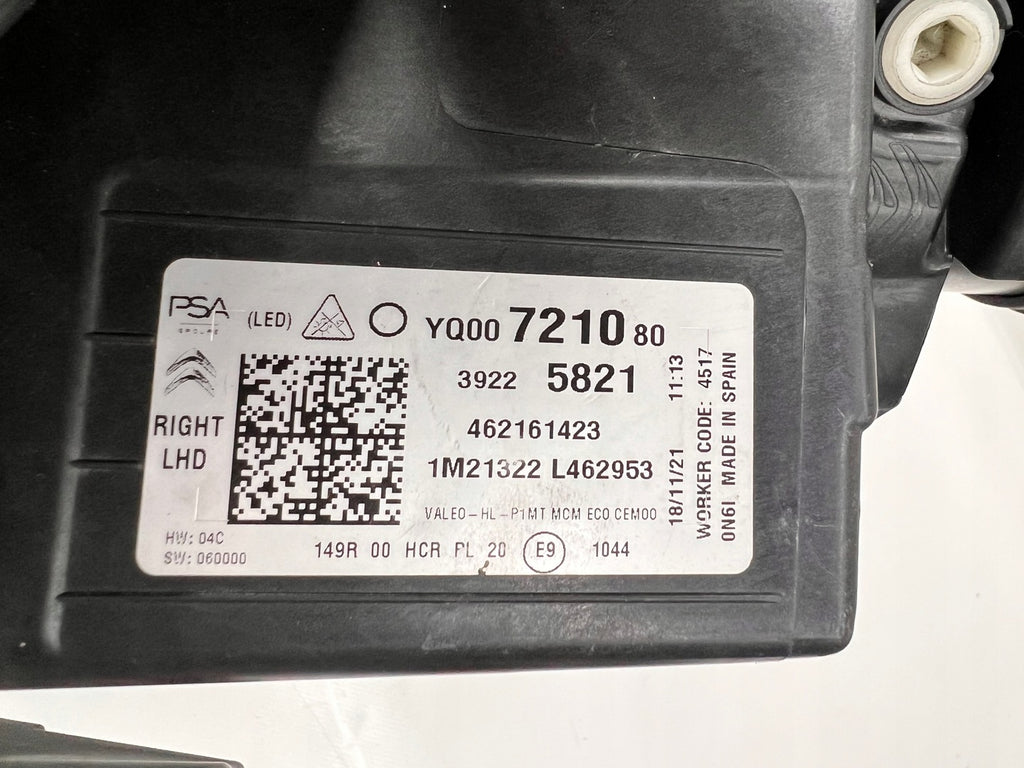 PSA
GROUPE
(LED)
YQ00 7210 80
3922 5821
RIGHT
LHD
462161423
1M21322 L462953
VALEO-HL-P1MT MCM ECO CEM00
HW: 04C
SW: 060000
149R 00 HCR PL 20 E9 1044
18/11/21 11:13
WORKER CODE: 4517
0N6I MADE IN SPAIN